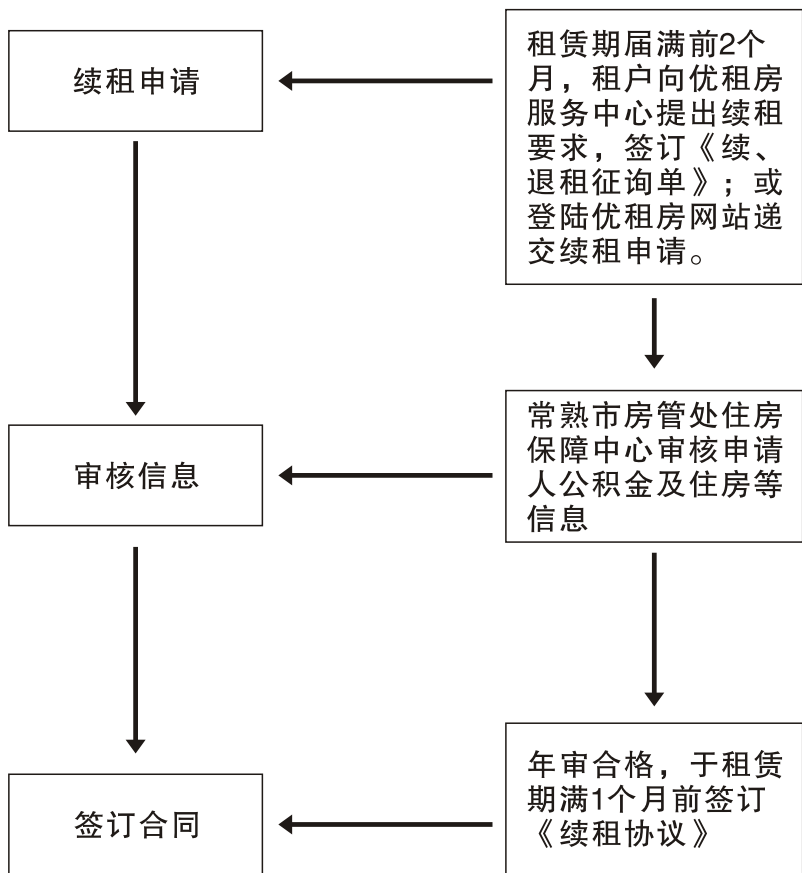 续租申请
租赁期届满前2个
月，租户向优租房
服务中心提出续租
要求，签订《续、
退租征询单》；或
登陆优租房网站递
交续租申请。
审核信息
常熟市房管处住房
保障中心审核申请
人公积金及住房等
信息
签订合同
年审合格，于租赁
期满1个月前签订
《续租协议》